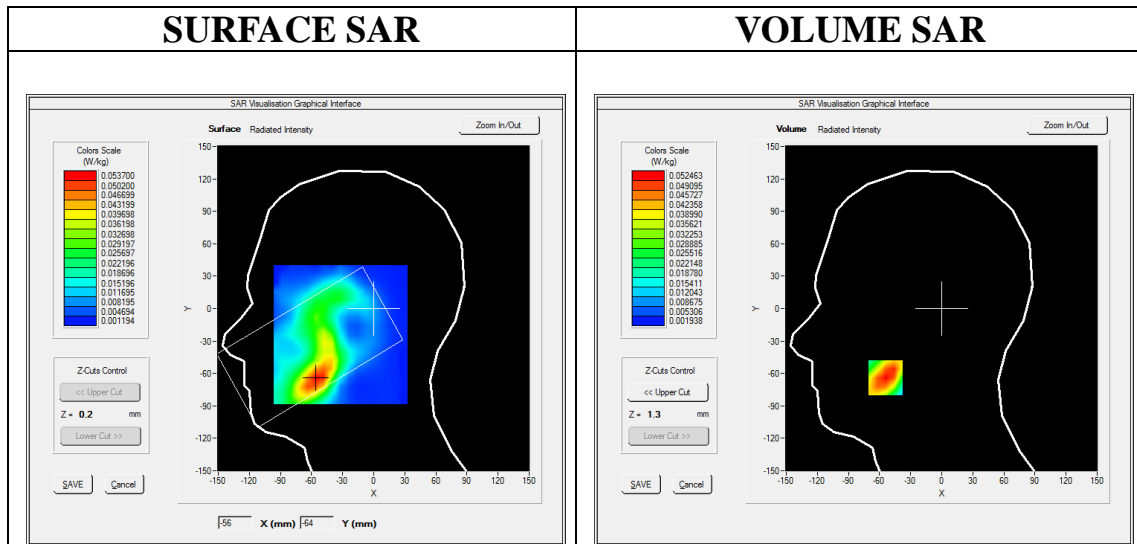 SURFACE SAR
VOLUME SAR
SAR Visualisation Graphical Interface
Surface Radiated Intensity
Zoom In/Out
Colors Scale
(W/kg)
0.053700
0.050200
0.046699
0.043199
0.039698
0.036198
0.032698
0.029197
0.025697
0.022196
0.018696
0.015196
0.011695
0.008195
0.004694
0.001194
150
120
90
60
30
0
-30
-60
-90
-120
-150
Y
-150 -120 -90 -60 -30 0 30 60 90 120 150
X
Z-Cuts Control
<< Upper Cut
Z = 0.2 mm
Lower Cut >>
SAVE Cancel
-56 X (mm) -64 Y (mm)
SAR Visualisation Graphical Interface
Volume Radiated Intensity
Zoom In/Out
Colors Scale
(W/kg)
0.052463
0.049095
0.045727
0.042358
0.038990
0.035621
0.032253
0.028885
0.025516
0.022148
0.018780
0.015411
0.012043
0.008675
0.005306
0.001938
150
120
90
60
30
0
-30
-60
-90
-120
-150
Y
-150 -120 -90 -60 -30 0 30 60 90 120 150
X
Z-Cuts Control
<< Upper Cut
Z = 1.3 mm
Lower Cut >>
SAVE Cancel